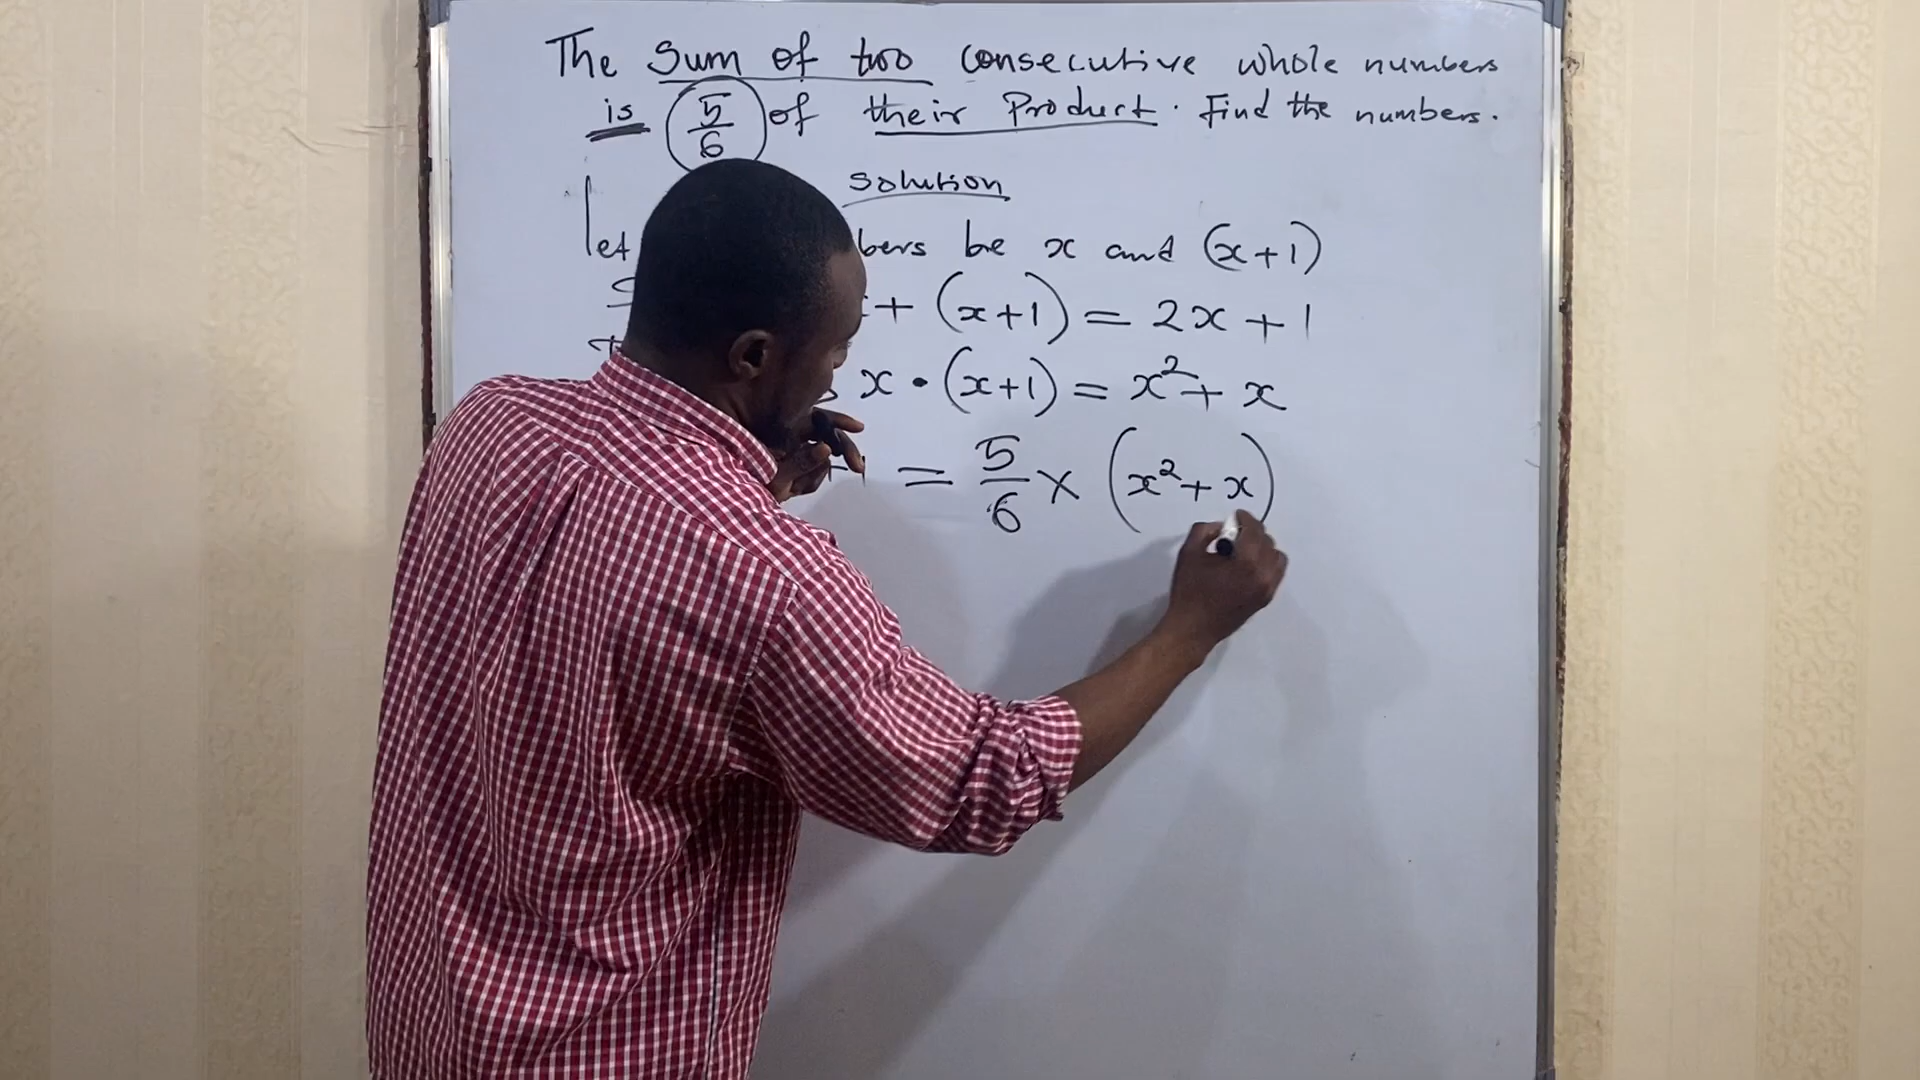 The Sum of two consecutive whole numbers
is 5/6 of their Product. Find the numbers.
Solution
let be x and (x+1)
+ (x+1) = 2x + 1
x • (x+1) = x² + x
= 5/6 × (x² + x)